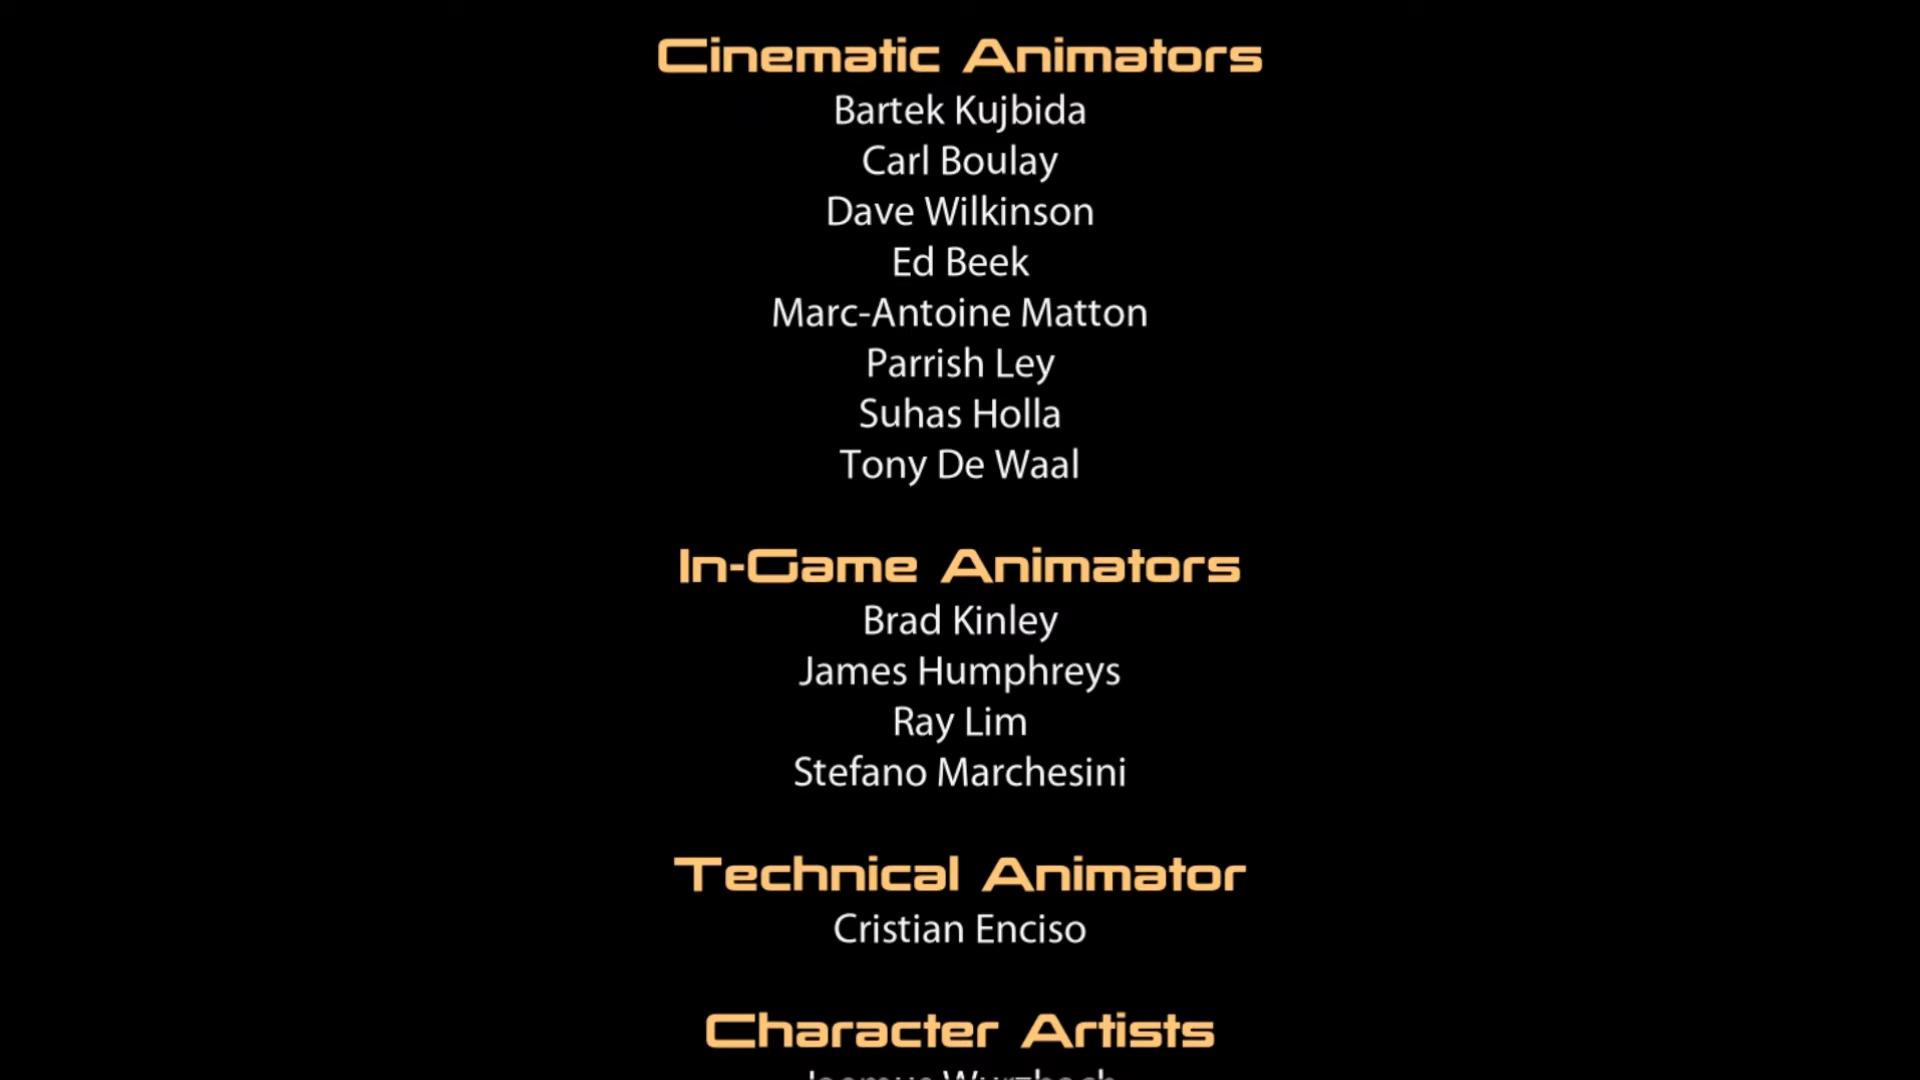 Cinematic Animators
Bartek Kujbida
Carl Boulay
Dave Wilkinson
Ed Beek
Marc-Antoine Matton
Parrish Ley
Suhas Holla
Tony De Waal
In-Game Animators
Brad Kinley
James Humphreys
Ray Lim
Stefano Marchesini
Technical Animator
Cristian Enciso
Character Artists